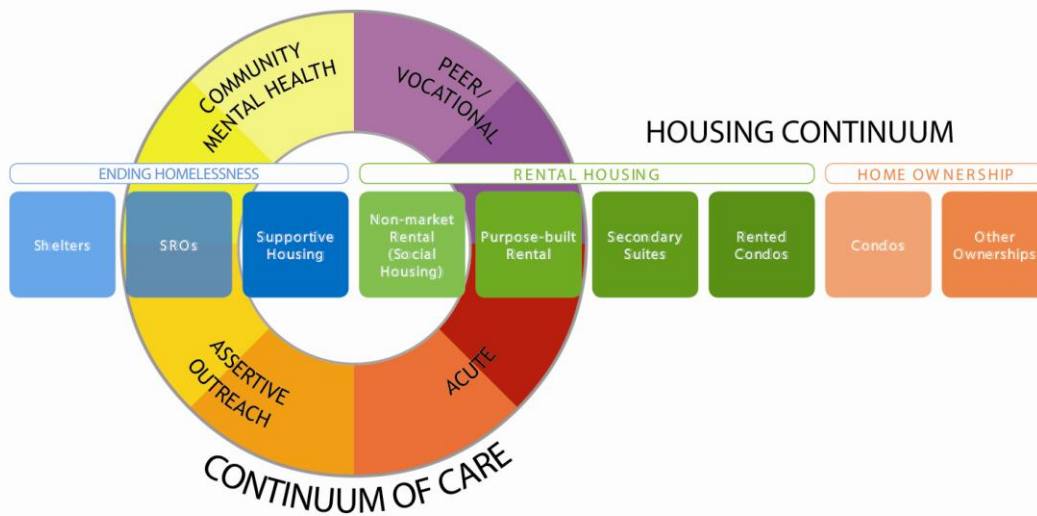 COMMUNITY
MENTAL HEALTH
PEER/
VOCATIONAL
HOUSING CONTINUUM
ENDING HOMELESSNESS
RENTAL HOUSING
HOME OWNERSHIP
Shelters
SROs
Supportive
Housing
Non-market
Rental
(Social
Housing)
Purpose-built
Rental
Secondary
Suites
Rented
Condos
Condos
Other
Ownerships
ASSERTIVE
OUTREACH
ACUTE
CONTINUUM OF CARE